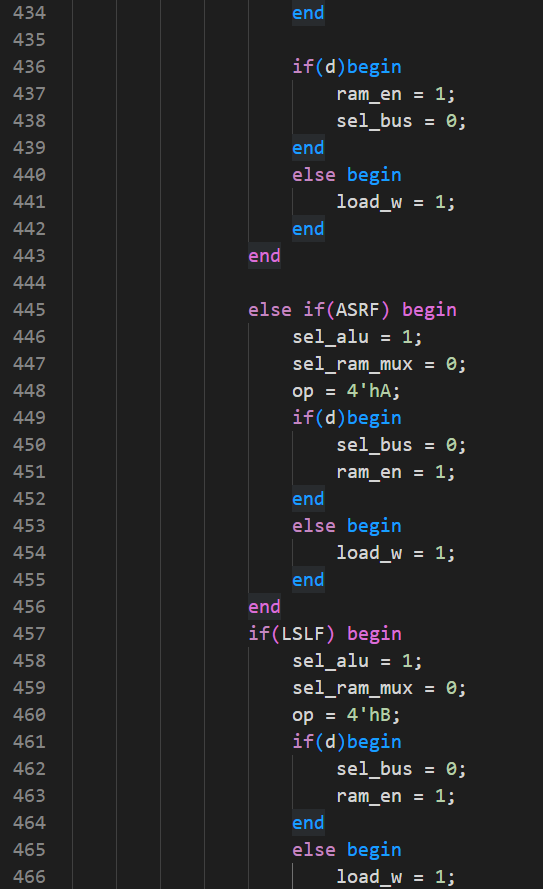 434 end
435
436 if(d)begin
437 ram_en = 1;
438 sel_bus = 0;
439 end
440 else begin
441 load_w = 1;
442 end
443 end
444
445 else if(ASRF) begin
446 sel_alu = 1;
447 sel_ram_mux = 0;
448 op = 4'hA;
449 if(d)begin
450 sel_bus = 0;
451 ram_en = 1;
452 end
453 else begin
454 load_w = 1;
455 end
456 end
457 if(LSLF) begin
458 sel_alu = 1;
459 sel_ram_mux = 0;
460 op = 4'hB;
461 if(d)begin
462 sel_bus = 0;
463 ram_en = 1;
464 end
465 else begin
466 load_w = 1;